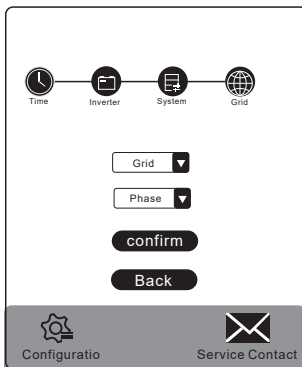 Time Inverter System Grid
Grid
Phase
confirm
Back
Configuratio Service Contact